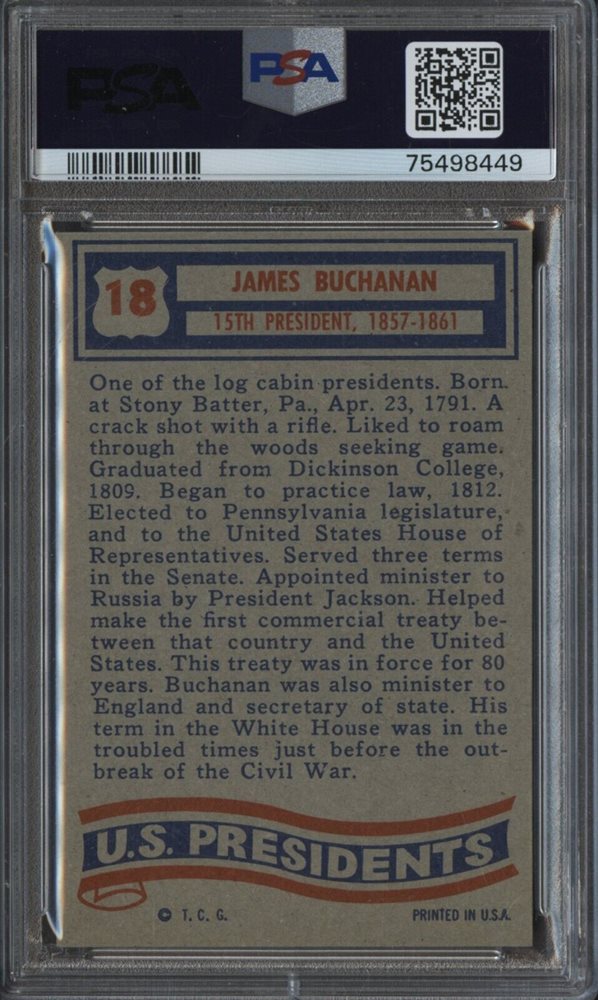 PSA
PSA
75498449
18
JAMES BUCHANAN
15TH PRESIDENT, 1857-1861
One of the log cabin presidents. Born
at Stony Batter, Pa., Apr. 23, 1791. A
crack shot with a rifle. Liked to roam
through the woods seeking game.
Graduated from Dickinson College,
1809. Began to practice law, 1812.
Elected to Pennsylvania legislature,
and to the United States House of
Representatives. Served three terms
in the Senate. Appointed minister to
Russia by President Jackson. Helped
make the first commercial treaty be-
tween that country and the United
States. This treaty was in force for 80
years. Buchanan was also minister to
England and secretary of state. His
term in the White House was in the
troubled times just before the out-
break of the Civil War.
U.S. PRESIDENTS
© T. C. G.
PRINTED IN U.S.A.